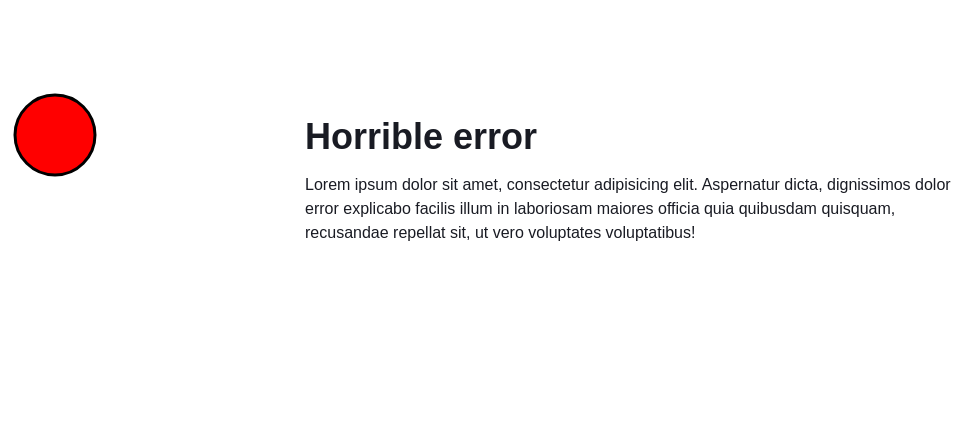 Horrible error
Lorem ipsum dolor sit amet, consectetur adipisicing elit. Aspernatur dicta, dignissimos dolor
error explicabo facilis illum in laboriosam maiores officia quia quibusdam quisquam,
recusandae repellat sit, ut vero voluptates voluptatibus!